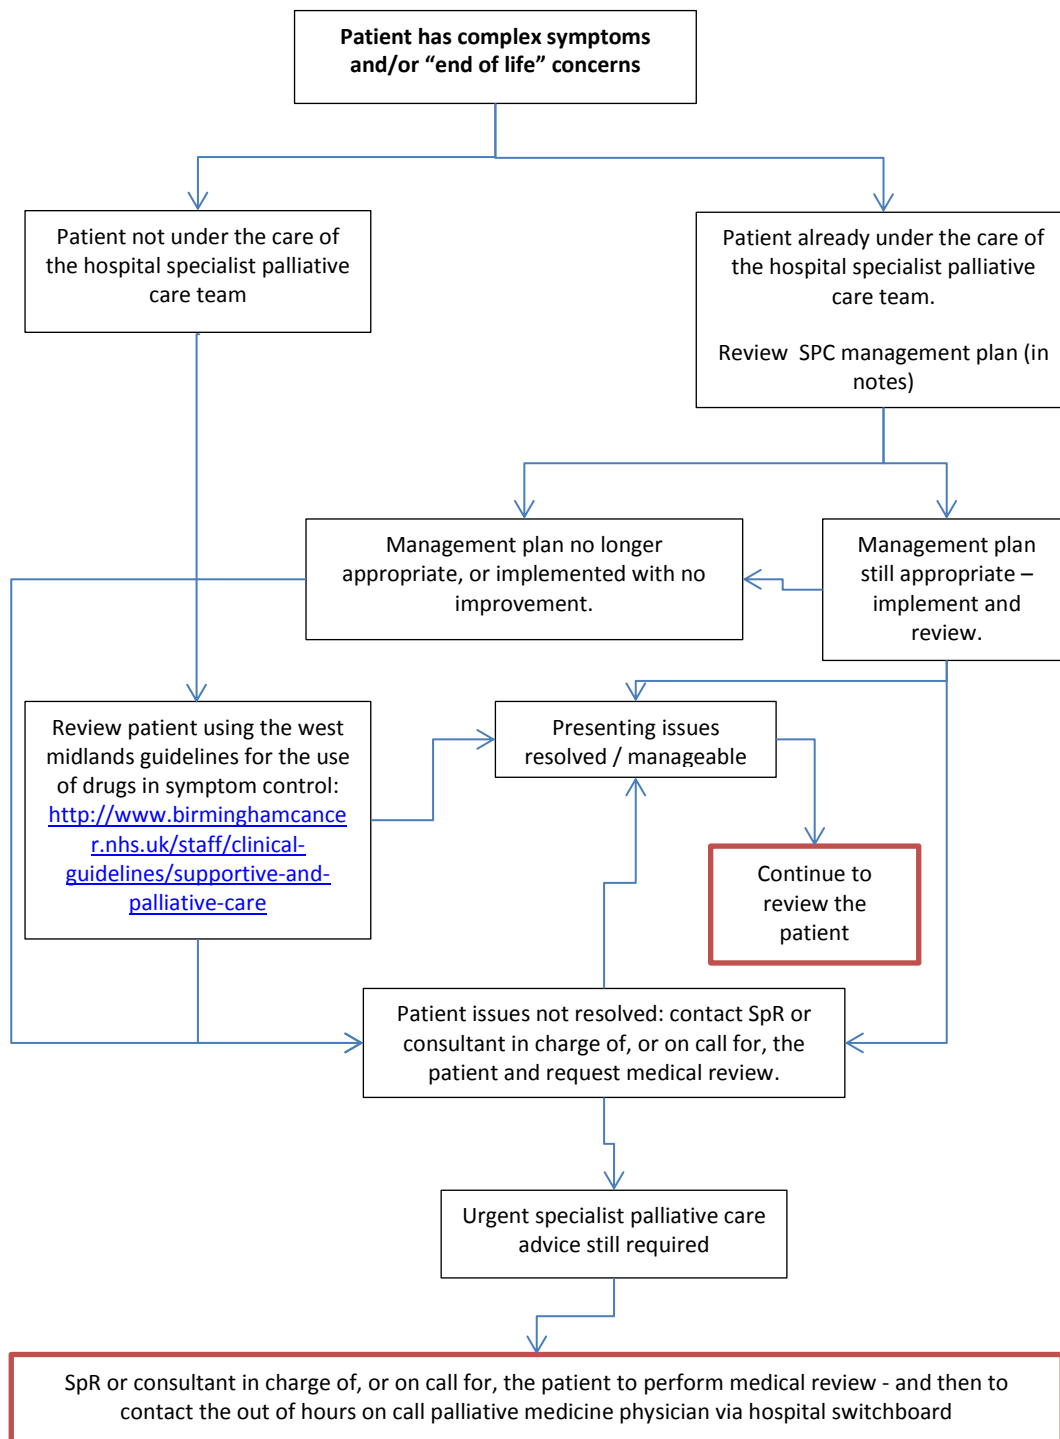 Patient has complex symptoms
and/or “end of life” concerns
Patient not under the care of
the hospital specialist palliative
care team
Patient already under the care of
the hospital specialist palliative
care team.
Review  SPC management plan (in
notes)
Management plan no longer
appropriate, or implemented with no
improvement.
Management plan
still appropriate –
implement and
review.
Review patient using the west
midlands guidelines for the use
of drugs in symptom control:
http://www.birminghamcance
r.nhs.uk/staff/clinical-
guidelines/supportive-and-
palliative-care
Presenting issues
resolved / manageable
Continue to
review the
patient
Patient issues not resolved: contact SpR or
consultant in charge of, or on call for, the
patient and request medical review.
Urgent specialist palliative care
advice still required
SpR or consultant in charge of, or on call for, the patient to perform medical review - and then to
contact the out of hours on call palliative medicine physician via hospital switchboard